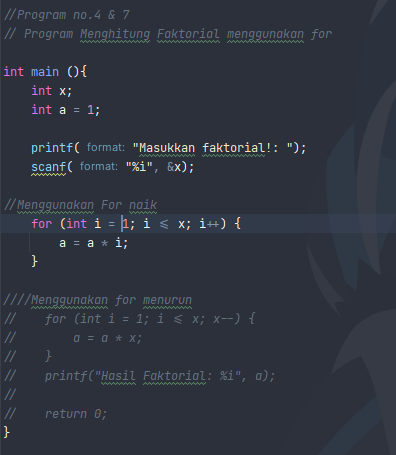 //Program no.4 & 7
// Program Menghitung Faktorial menggunakan for
int main (){
    int x;
    int a = 1;
    printf( format: "Masukkan faktorial!: ");
    scanf( format: "%i", &x);
//Menggunakan For naik
    for (int i = 1; i <= x; i++) {
        a = a * i;
    }
////Menggunakan for menurun
//    for (int i = 1; i <= x; x--) {
//        a = a * x;
//    }
//    printf("Hasil Faktorial: %i", a);
//
//    return 0;
}